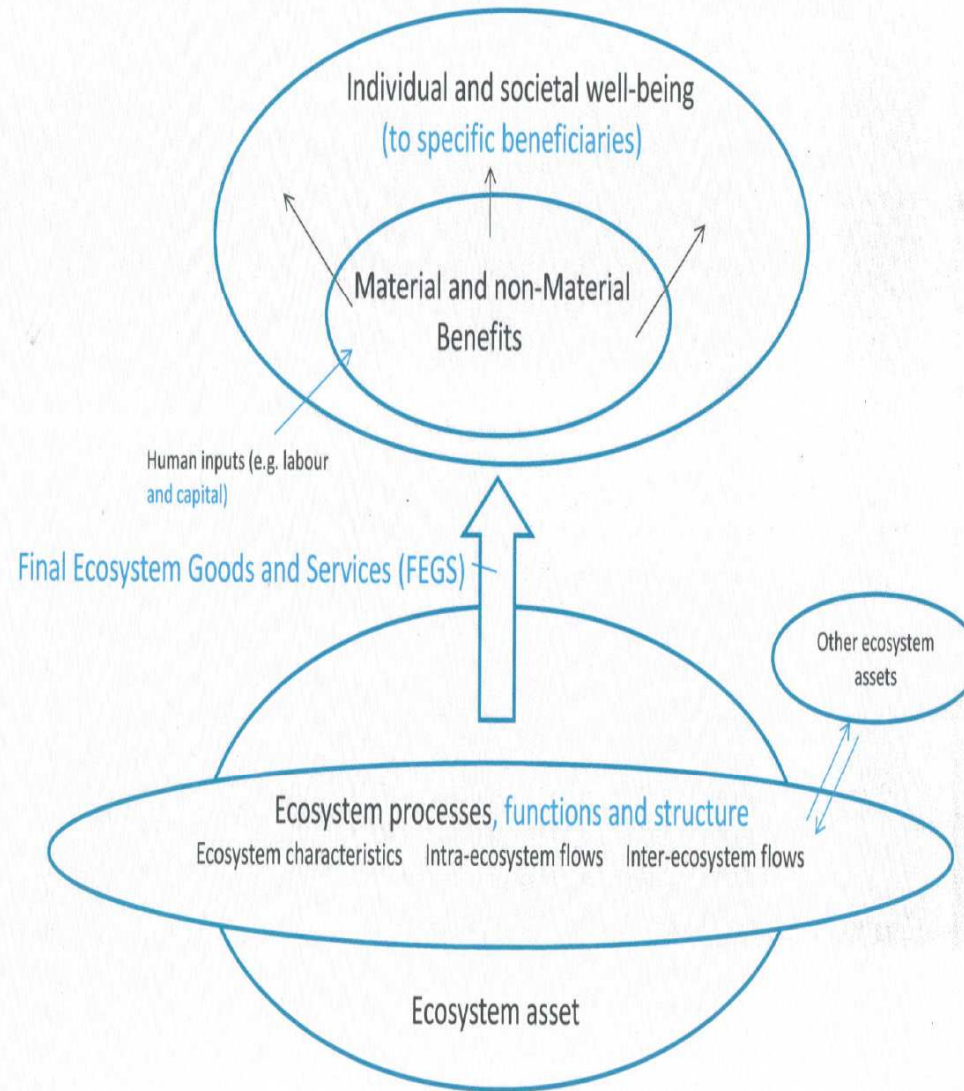 Individual and societal well-being
(to specific beneficiaries)
Material and non-Material
Benefits
Human inputs (e.g. labour
and capital)
Final Ecosystem Goods and Services (FEGS)
Other ecosystem
assets
Ecosystem processes, functions and structure
Ecosystem characteristics Intra-ecosystem flows Inter-ecosystem flows
Ecosystem asset